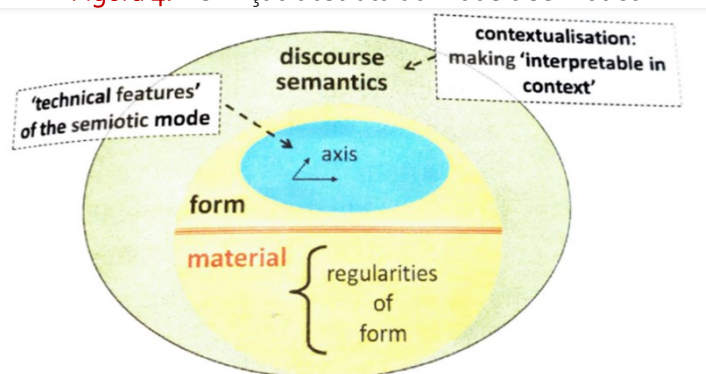 contextualisation:
making 'interpretable in
context'
discourse
semantics
'technical features'
of the semiotic mode
axis
form
material
regularities
of
form